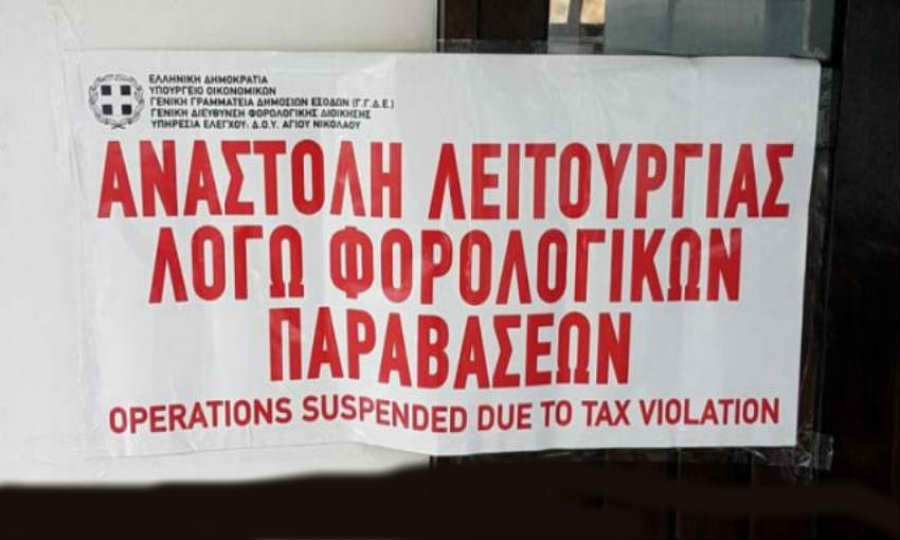 ΕΛΛΗΝΙΚΗ ΔΗΜΟΚΡΑΤΙΑ
ΥΠΟΥΡΓΕΙΟ ΟΙΚΟΝΟΜΙΚΩΝ
ΓΕΝΙΚΗ ΓΡΑΜΜΑΤΕΙΑ ΔΗΜΟΣΙΩΝ ΕΣΟΔΩΝ (Γ.Γ.Δ.Ε.)
ΓΕΝΙΚΗ ΔΙΕΥΘΥΝΣΗ ΦΟΡΟΛΟΓΙΚΗΣ ΔΙΟΙΚΗΣΗΣ
ΥΠΗΡΕΣΙΑ ΕΛΕΓΧΟΥ: Δ.Ο.Υ. ΑΓΙΟΥ ΝΙΚΟΛΑΟΥ
ΑΝΑΣΤΟΛΗ ΛΕΙΤΟΥΡΓΙΑΣ
ΛΟΓΩ ΦΟΡΟΛΟΓΙΚΩΝ
ΠΑΡΑΒΑΣΕΩΝ
OPERATIONS SUSPENDED DUE TO TAX VIOLATION